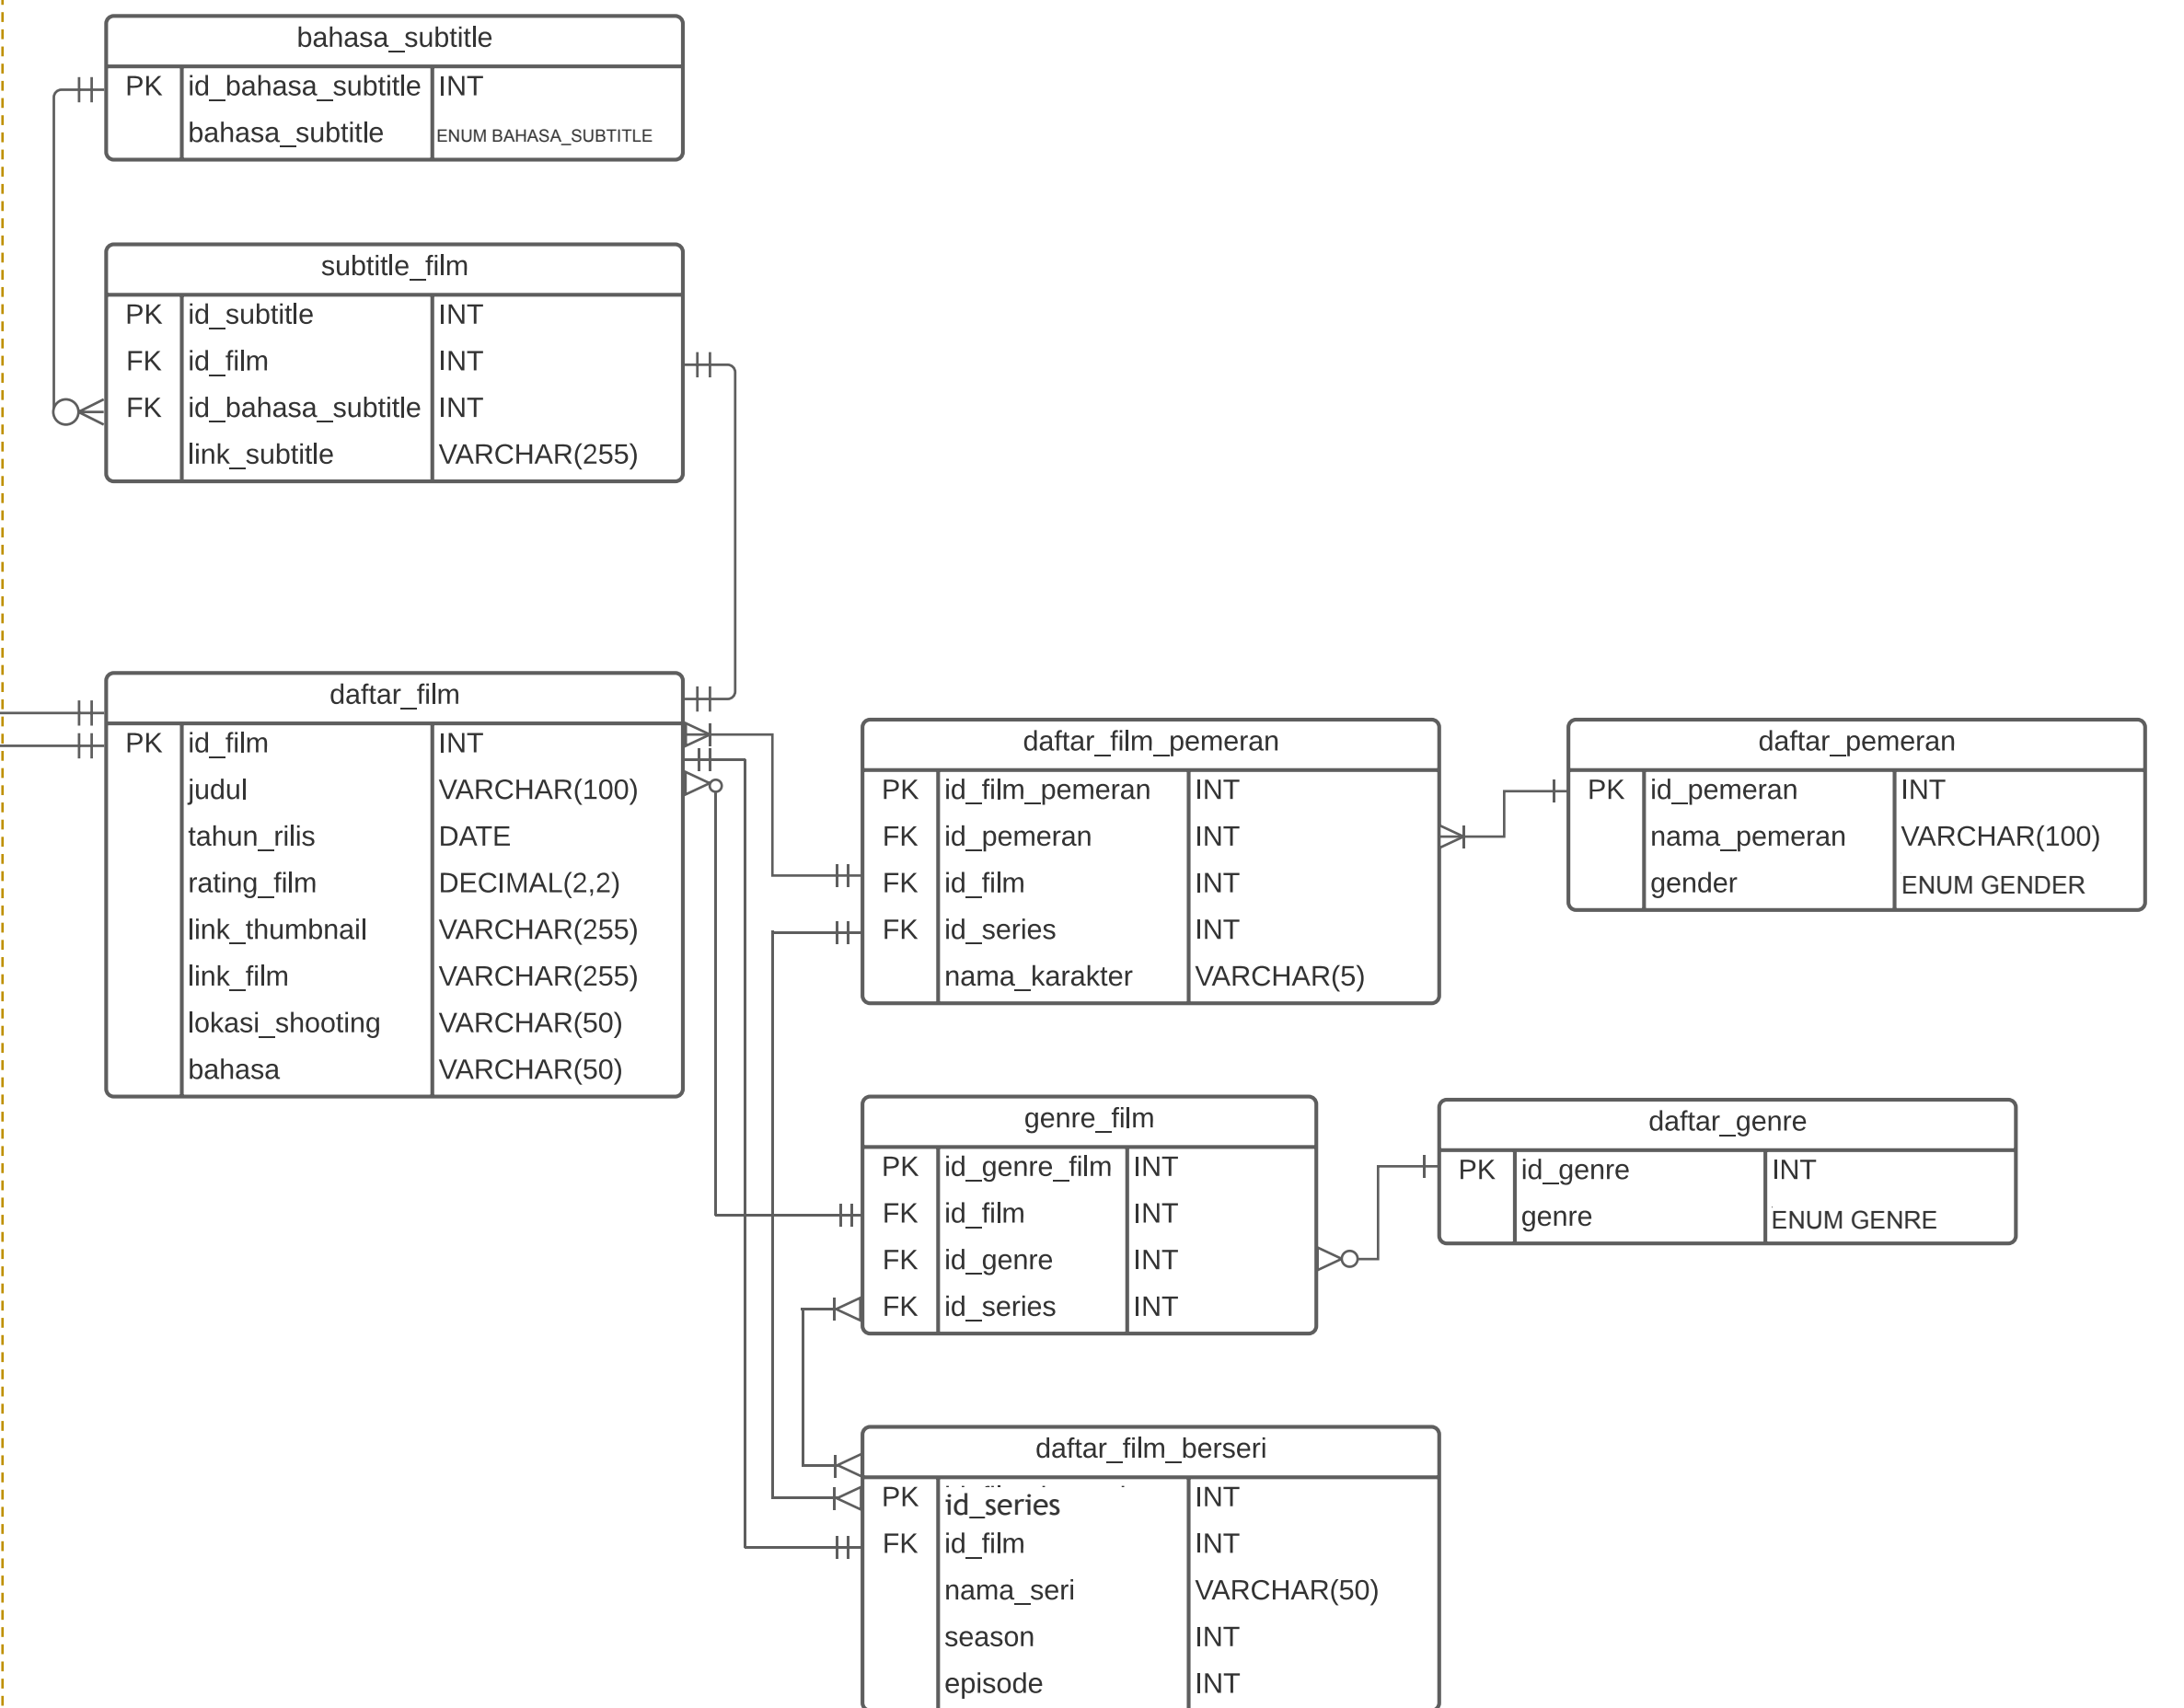 bahasa_subtitle
PK id_bahasa_subtitle INT
bahasa_subtitle ENUM BAHASA_SUBTITLE
subtitle_film
PK id_subtitle INT
FK id_film INT
FK id_bahasa_subtitle INT
link_subtitle VARCHAR(255)
daftar_film
PK id_film INT
judul VARCHAR(100)
tahun_rilis DATE
rating_film DECIMAL(2,2)
link_thumbnail VARCHAR(255)
link_film VARCHAR(255)
lokasi_shooting VARCHAR(50)
bahasa VARCHAR(50)
daftar_film_pemeran
PK id_film_pemeran INT
FK id_pemeran INT
FK id_film INT
FK id_series INT
nama_karakter VARCHAR(5)
daftar_pemeran
PK id_pemeran INT
nama_pemeran VARCHAR(100)
gender ENUM GENDER
genre_film
PK id_genre_film INT
FK id_film INT
FK id_genre INT
FK id_series INT
daftar_genre
PK id_genre INT
genre ENUM GENRE
daftar_film_berseri
PK id_series INT
FK id_film INT
nama_seri VARCHAR(50)
season INT
episode INT